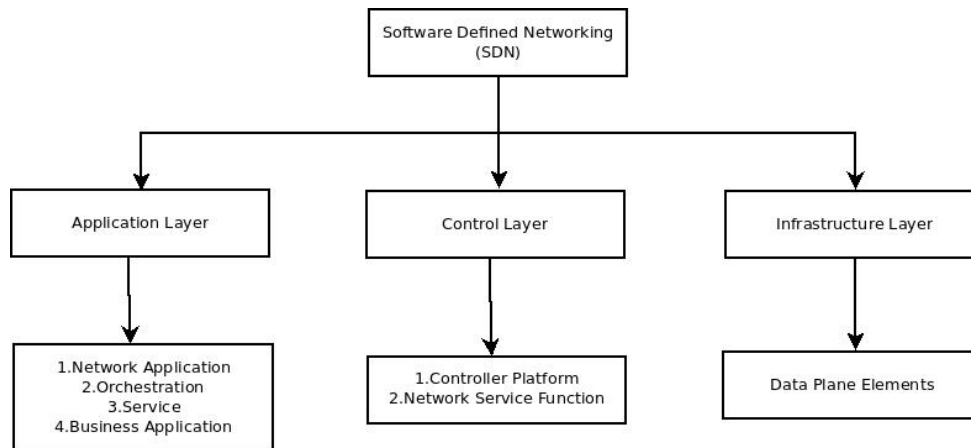 Software Defined Networking
(SDN)
Application Layer
Control Layer
Infrastructure Layer
1.Network Application
2.Orchestration
3.Service
4.Business Application
1.Controller Platform
2.Network Service Function
Data Plane Elements